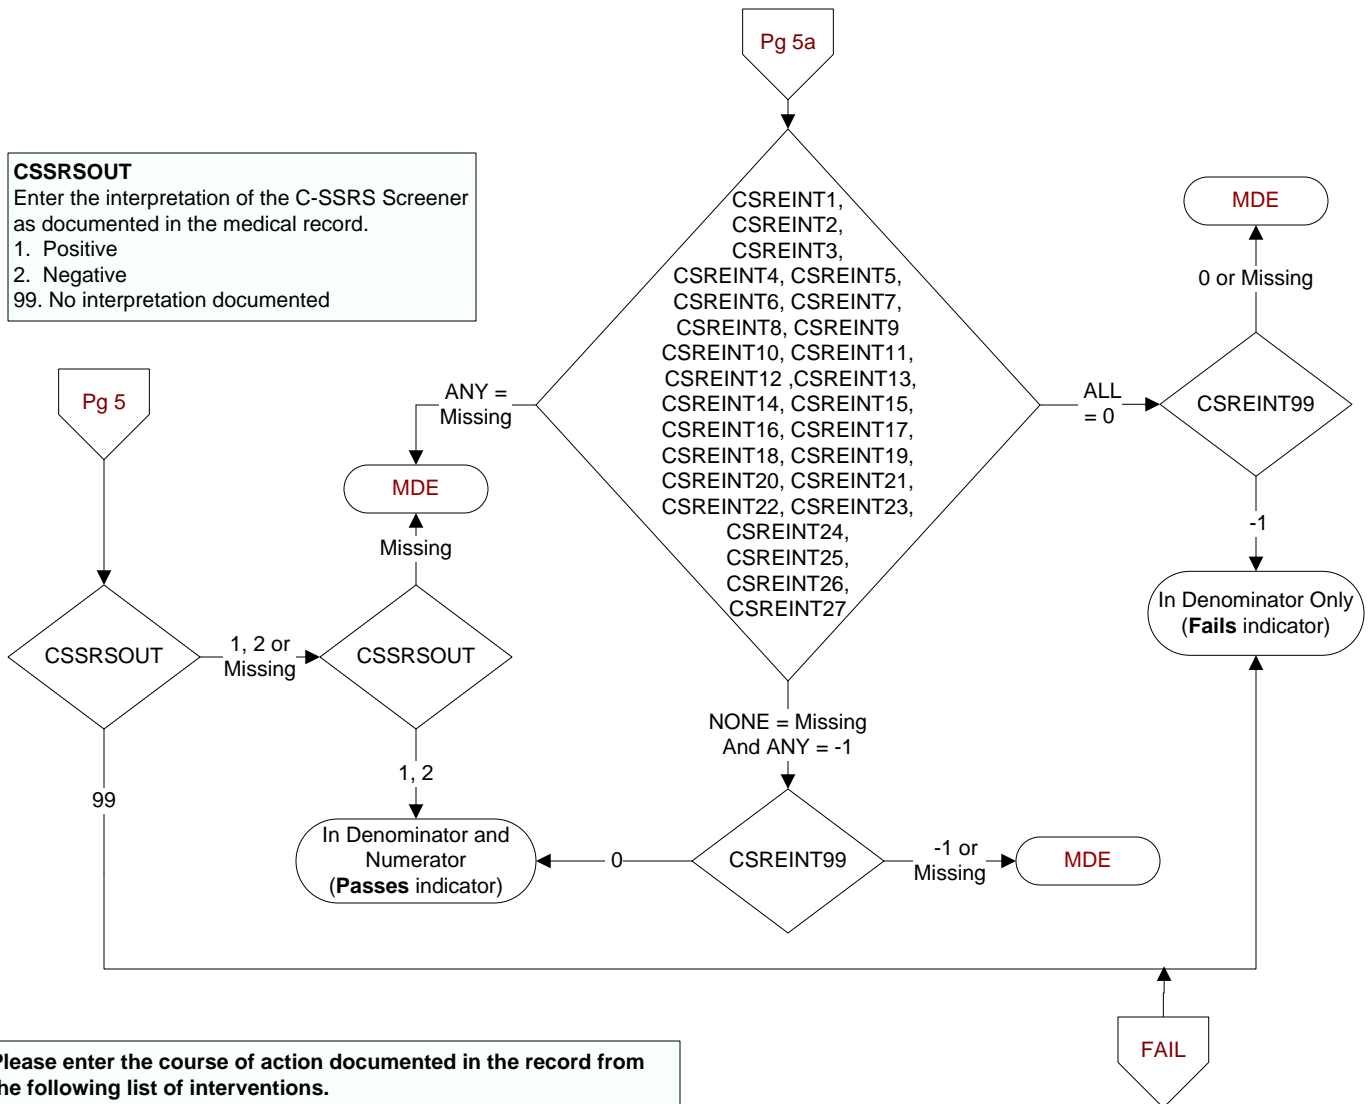 Pg 5a
CSSRSOUT
Enter the interpretation of the C-SSRS Screener
as documented in the medical record.
1. Positive
2. Negative
99. No interpretation documented
CSREINT1,
CSREINT2,
CSREINT3,
CSREINT4, CSREINT5,
CSREINT6, CSREINT7,
CSREINT8, CSREINT9
CSREINT10, CSREINT11,
CSREINT12 ,CSREINT13,
CSREINT14, CSREINT15,
CSREINT16, CSREINT17,
CSREINT18, CSREINT19,
CSREINT20, CSREINT21,
CSREINT22, CSREINT23,
CSREINT24,
CSREINT25,
CSREINT26,
CSREINT27
MDE
0 or Missing
CSREINT99
ALL
= 0
-1
In Denominator Only
(Fails indicator)
Pg 5
ANY =
Missing
MDE
Missing
CSSRSOUT
1, 2 or
Missing
CSSRSOUT
1, 2
99
In Denominator and
Numerator
(Passes indicator)
NONE = Missing
And ANY = -1
0
CSREINT99
-1 or
Missing
MDE
FAIL
Please enter the course of action documented in the record from
the following list of interventions.